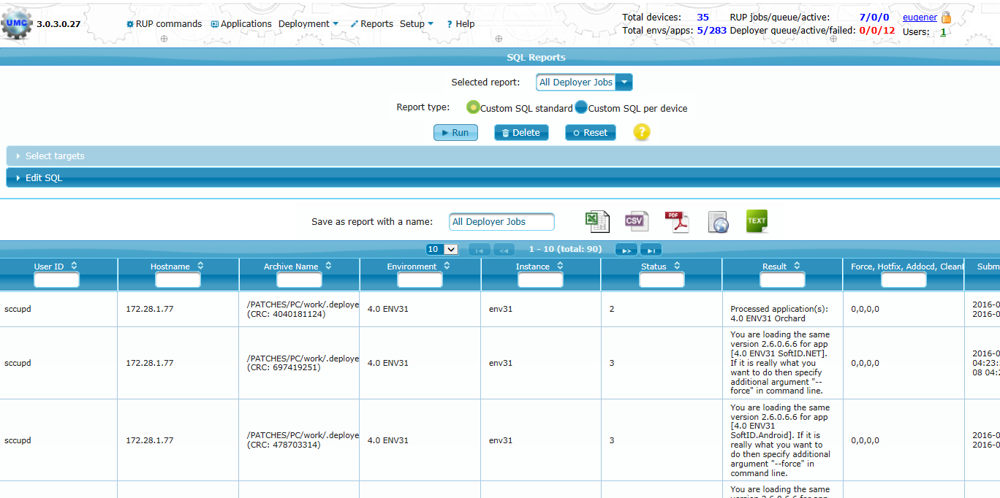 UMC 3.0.3.0.27 RUP commands Applications Deployment Reports Setup ? Help
Total devices: 35 RUP jobs/queue/active: 7/0/0 eugener
Total envs/apps: 5/283 Deployer queue/active/failed: 0/0/12 Users: 1
SQL Reports
Selected report: All Deployer Jobs
Report type: Custom SQL standard Custom SQL per device
Run Delete Reset ?
Select targets
Edit SQL
Save as report with a name: All Deployer Jobs CSV PDF TEXT
10 1 - 10 (total: 90)
User ID Hostname Archive Name Environment Instance Status Result Force, Hotfix, Addocd, Cleanl Subm
sccupd 172.28.1.77 /PATCHES/PC/work/.deploye
(CRC: 4040181124) 4.0 ENV31 env31 2 Processed application(s):
4.0 ENV31 Orchard 0,0,0,0 2016-0
2016-0
sccupd 172.28.1.77 /PATCHES/PC/work/.deploye
(CRC: 697419251) 4.0 ENV31 env31 3 You are loading the same
version 2.6.0.6.6 for app
[4.0 ENV31 SoftID.NET].
If it is really what you
want to do then specify
additional argument "--
force" in command line. 0,0,0,0 2016-0
04:23:
08 04:2
sccupd 172.28.1.77 /PATCHES/PC/work/.deploye
(CRC: 478703314) 4.0 ENV31 env31 3 You are loading the same
version 2.6.0.6.6 for app
[4.0 ENV31
SoftID.Android]. If it is
really what you want to
do then specify additional
argument "--force" in
command line. 0,0,0,0 2016-0
2016-0
You are loading the same